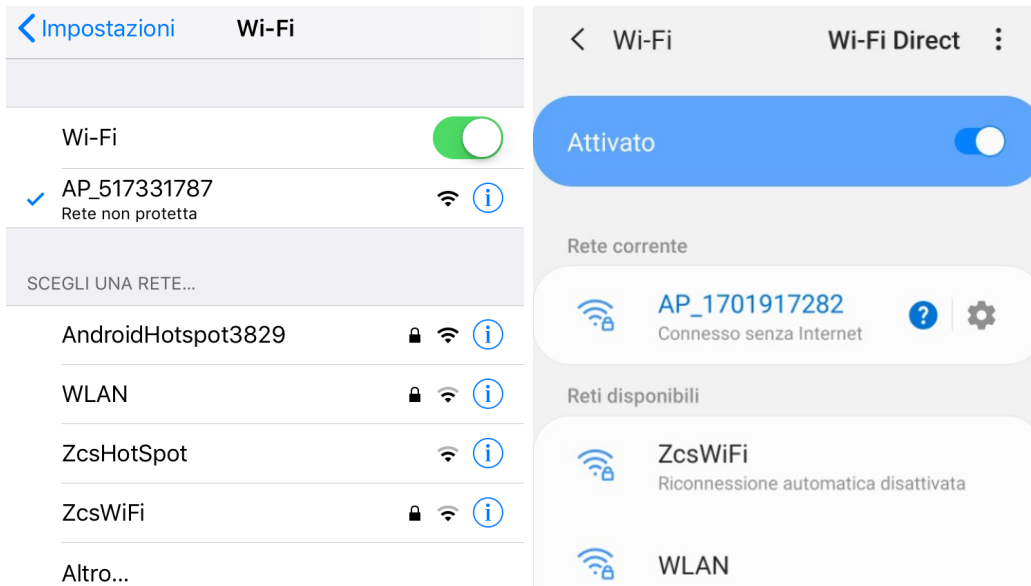 Impostazioni Wi-Fi
Wi-Fi
AP_517331787
Rete non protetta
SCEGLI UNA RETE...
AndroidHotspot3829
WLAN
ZcsHotSpot
ZcsWiFi
Altro...
Wi-Fi Wi-Fi Direct
Attivato
Rete corrente
AP_1701917282
Connesso senza Internet
Reti disponibili
ZcsWiFi
Riconnessione automatica disattivata
WLAN